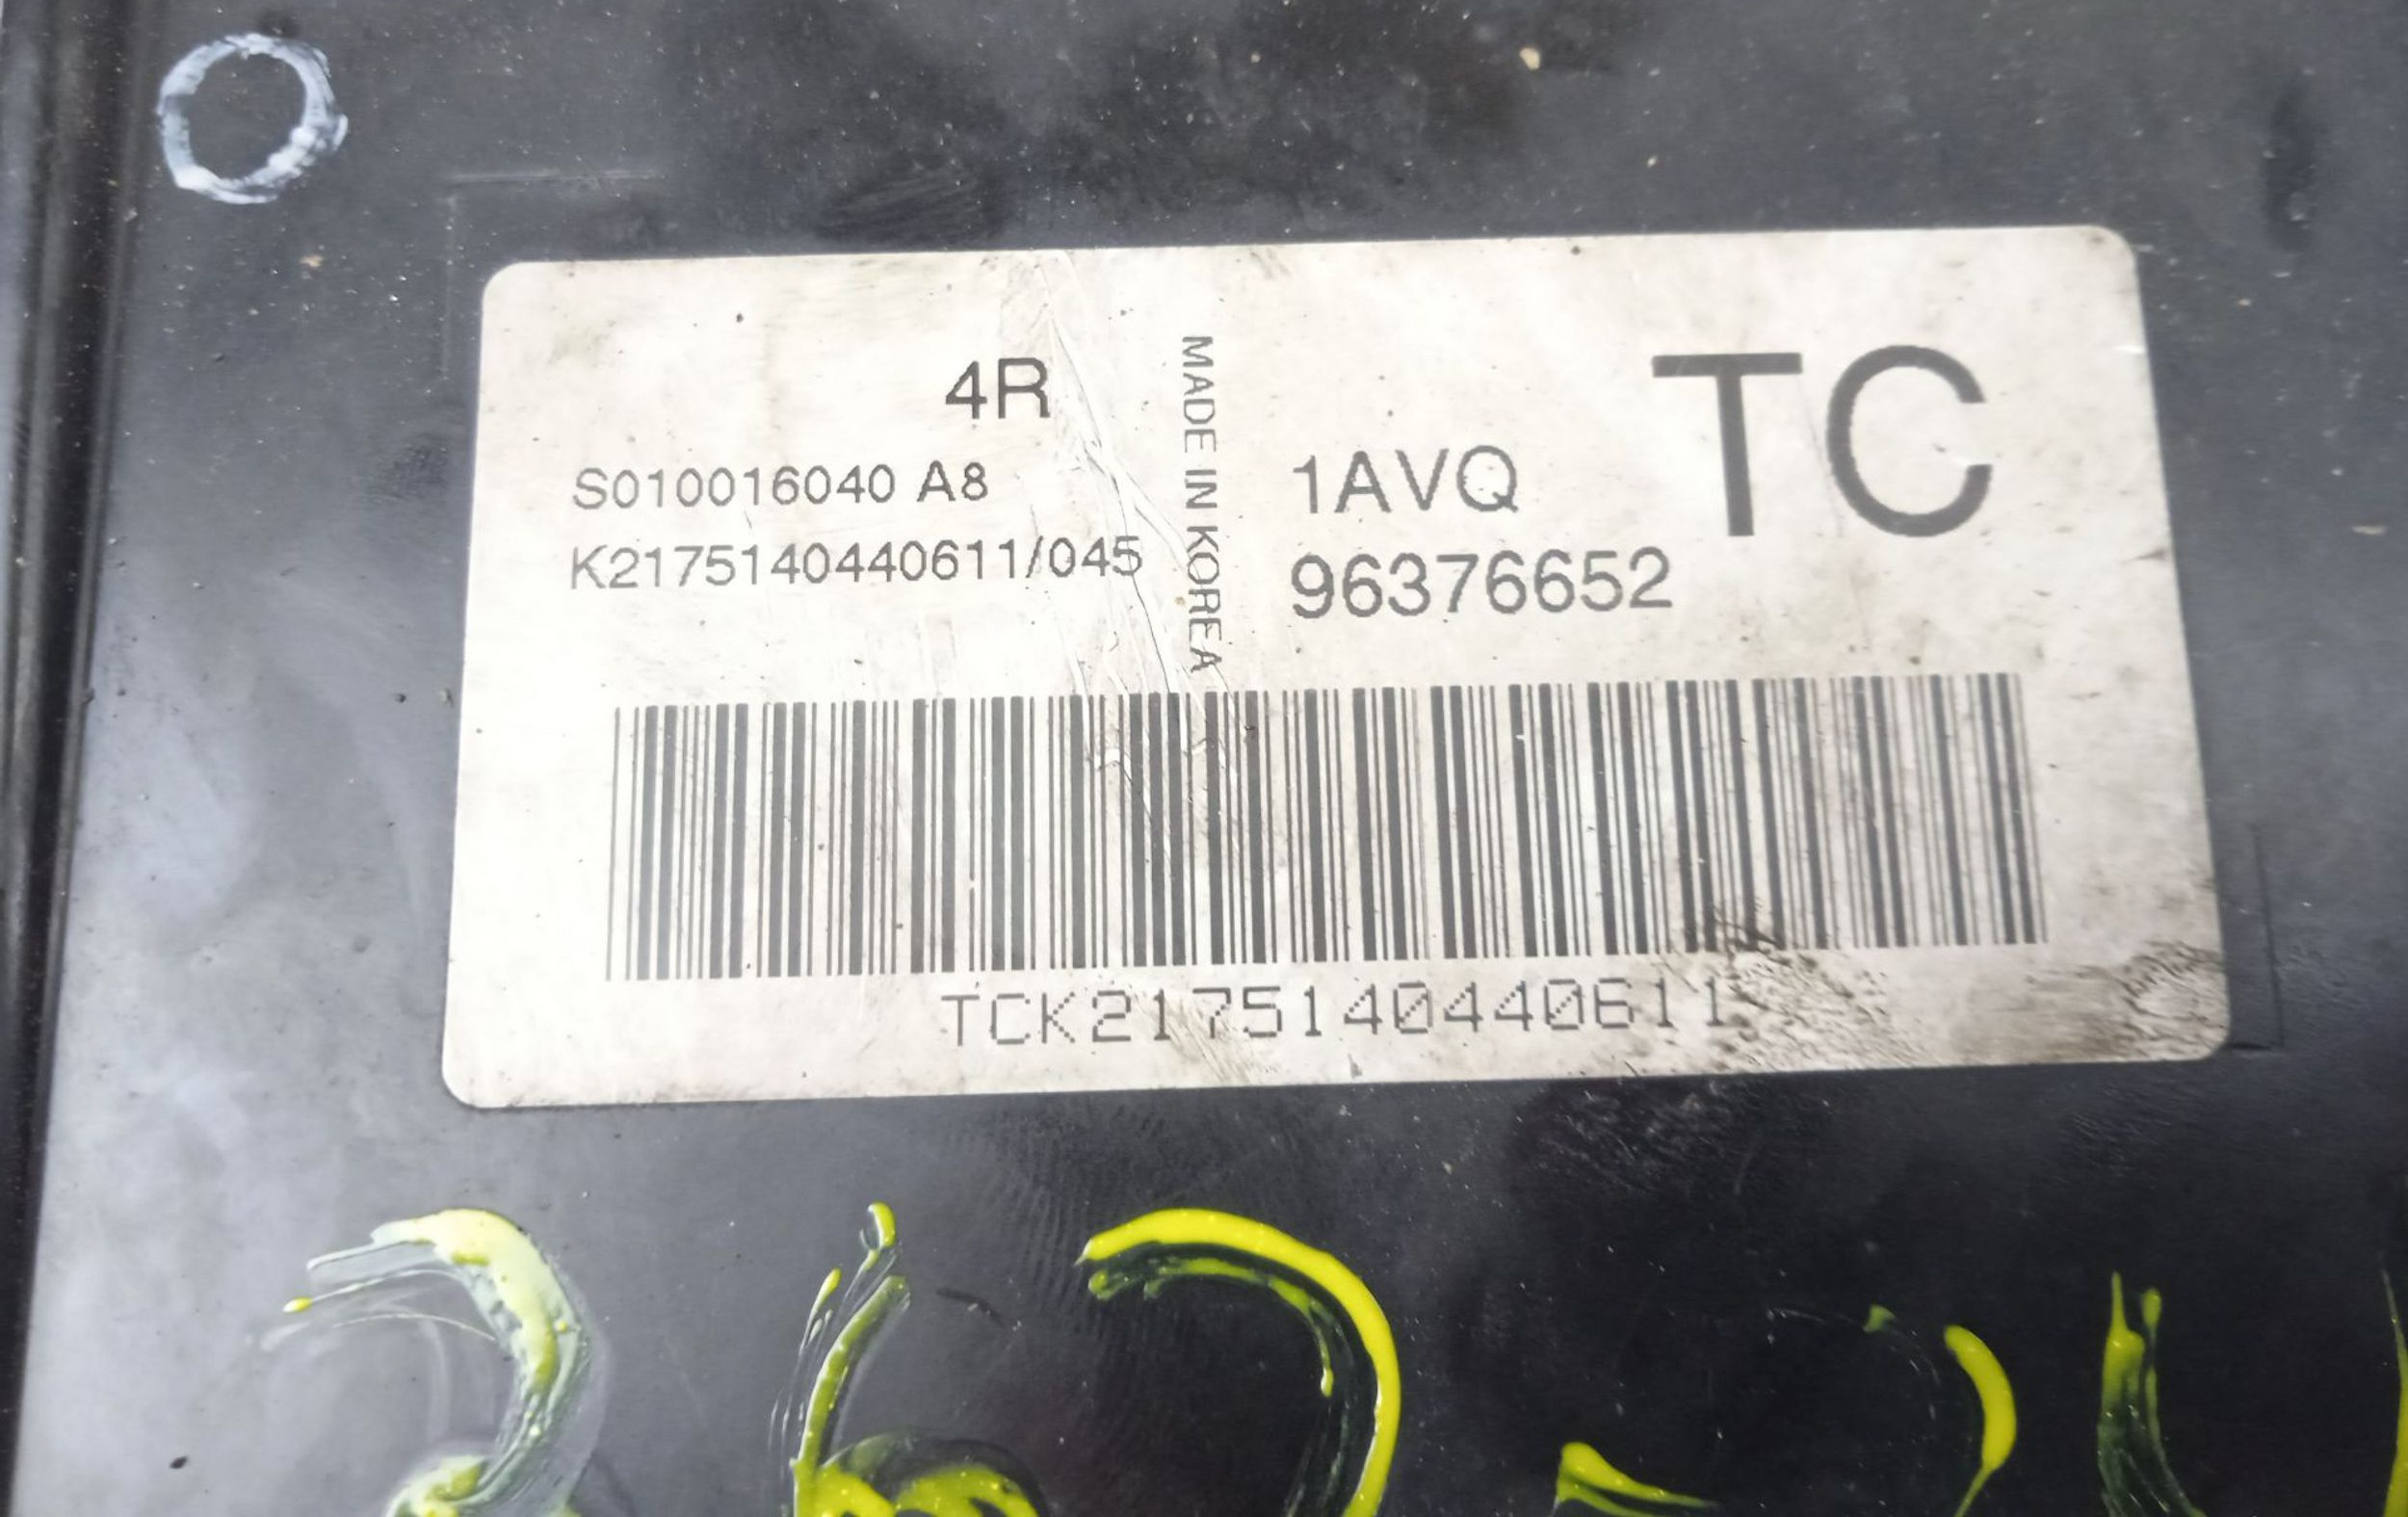 4R
S010016040 A8
K2175140440611/045
MADE IN KOREA
TC
1AVQ
96376652
TCK2175140440611